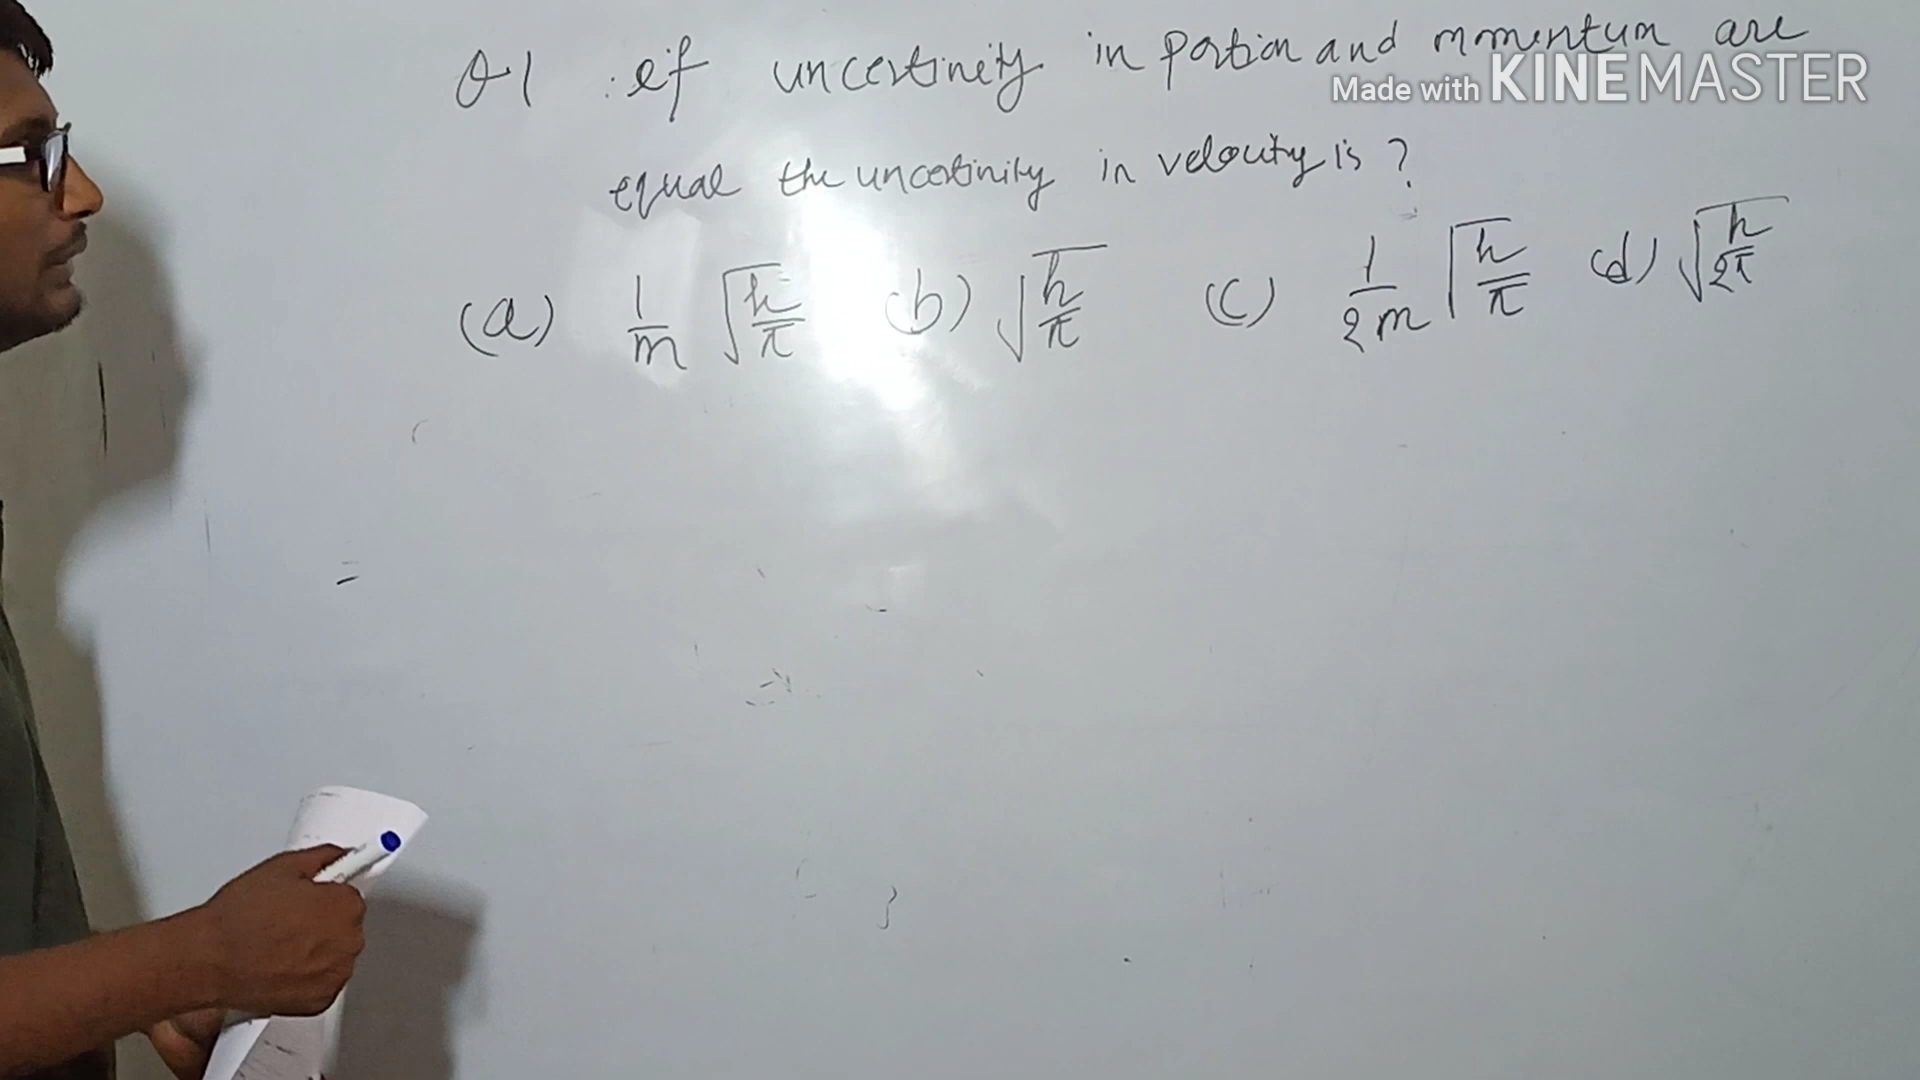 Q1 : if uncertinity in position and momentum are
Made with KINEMASTER
equal the uncertinity in velocity is ?
(a) 1/m √h/π (b) √h/π (c) 1/2m √h/π (d) √h/2π